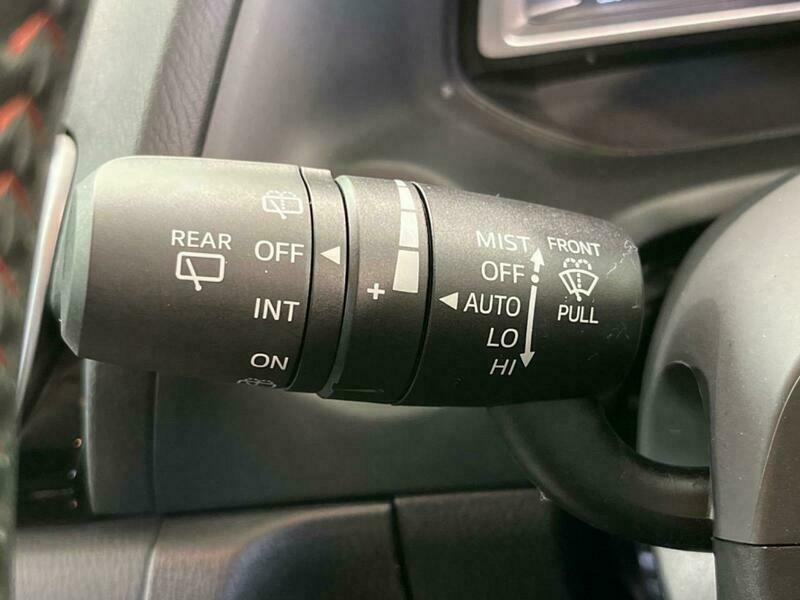 REAR
OFF
INT
ON
+
MIST
OFF
AUTO
LO
HI
FRONT
PULL